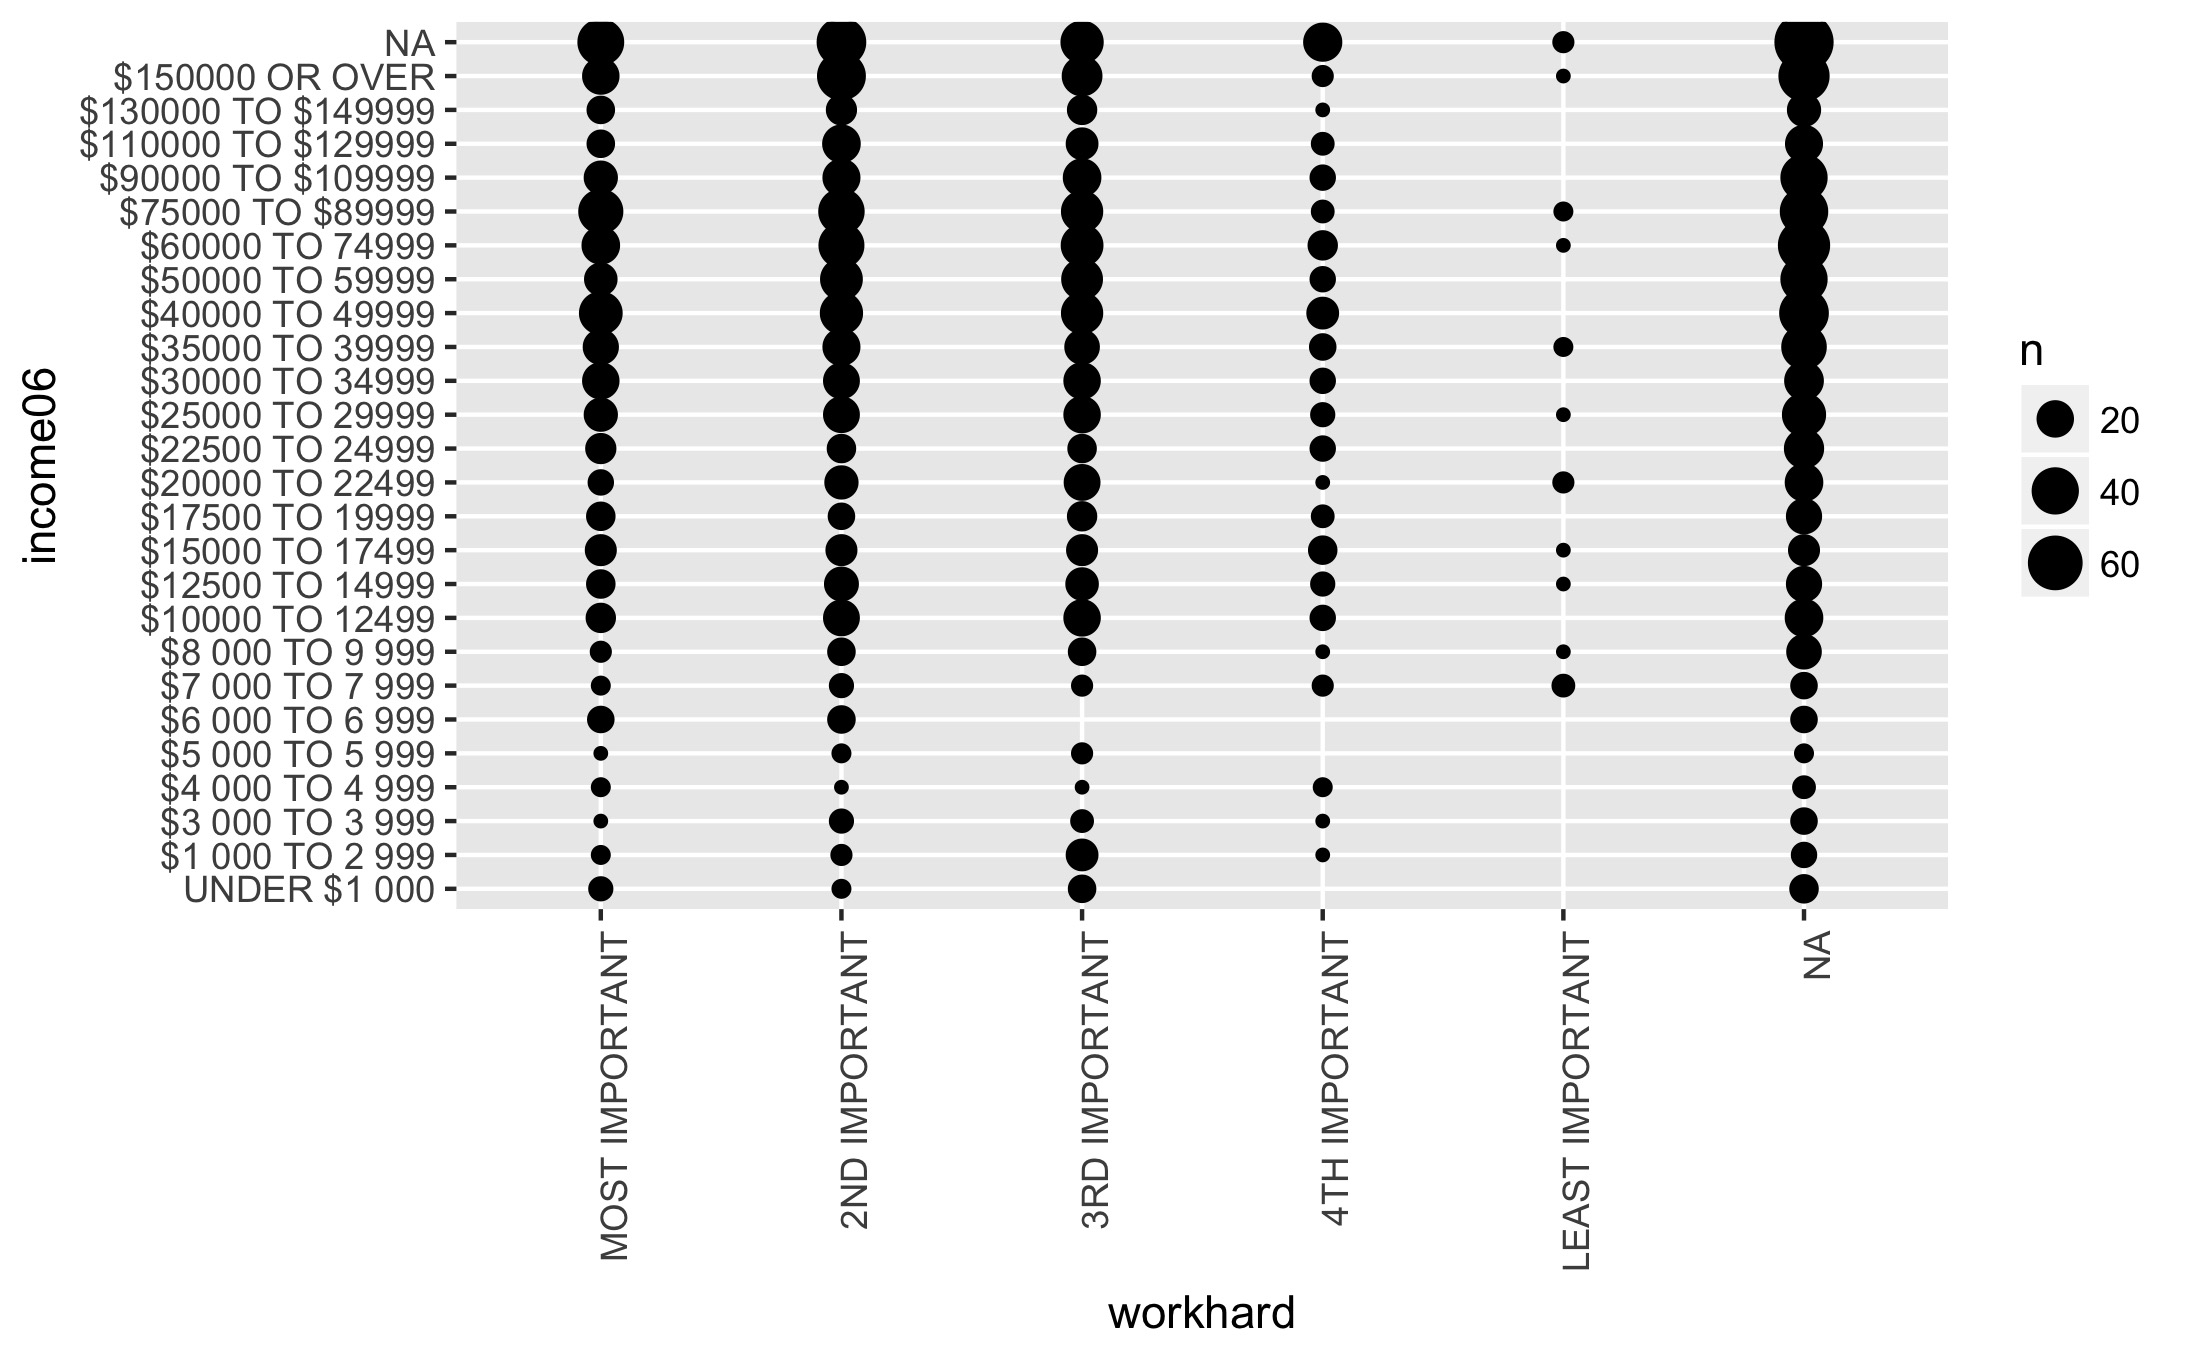 income06
NA
$150000 OR OVER
$130000 TO $149999
$110000 TO $129999
$90000 TO $109999
$75000 TO $89999
$60000 TO 74999
$50000 TO 59999
$40000 TO 49999
$35000 TO 39999
$30000 TO 34999
$25000 TO 29999
$22500 TO 24999
$20000 TO 22499
$17500 TO 19999
$15000 TO 17499
$12500 TO 14999
$10000 TO 12499
$8 000 TO 9 999
$7 000 TO 7 999
$6 000 TO 6 999
$5 000 TO 5 999
$4 000 TO 4 999
$3 000 TO 3 999
$1 000 TO 2 999
UNDER $1 000
MOST IMPORTANT
2ND IMPORTANT
3RD IMPORTANT
4TH IMPORTANT
LEAST IMPORTANT
NA
workhard
n
20
40
60